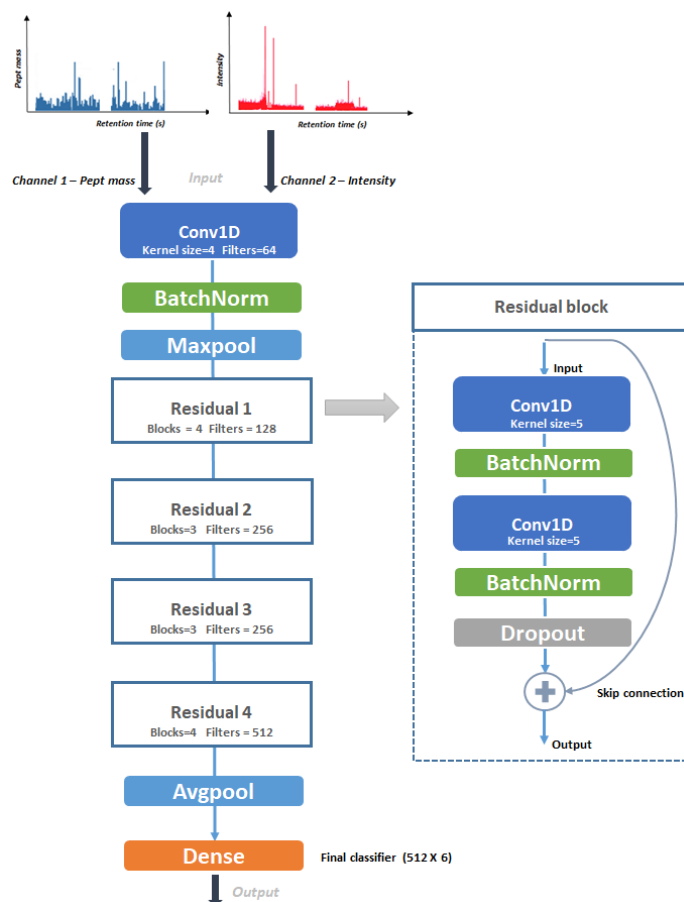 Pept mass
Retention time (s)
Intensity
Retention time (s)
Channel 1 – Pept mass
Input
Channel 2 – Intensity
Conv1D
Kernel size=4 Filters=64
BatchNorm
Maxpool
Residual 1
Blocks = 4 Filters = 128
Residual 2
Blocks=3 Filters = 256
Residual 3
Blocks=3 Filters = 256
Residual 4
Blocks=4 Filters = 512
Avgpool
Dense
Final classifier (512 X 6)
Output
Residual block
Input
Conv1D
Kernel size=5
BatchNorm
Conv1D
Kernel size=5
BatchNorm
Dropout
Skip connection
Output